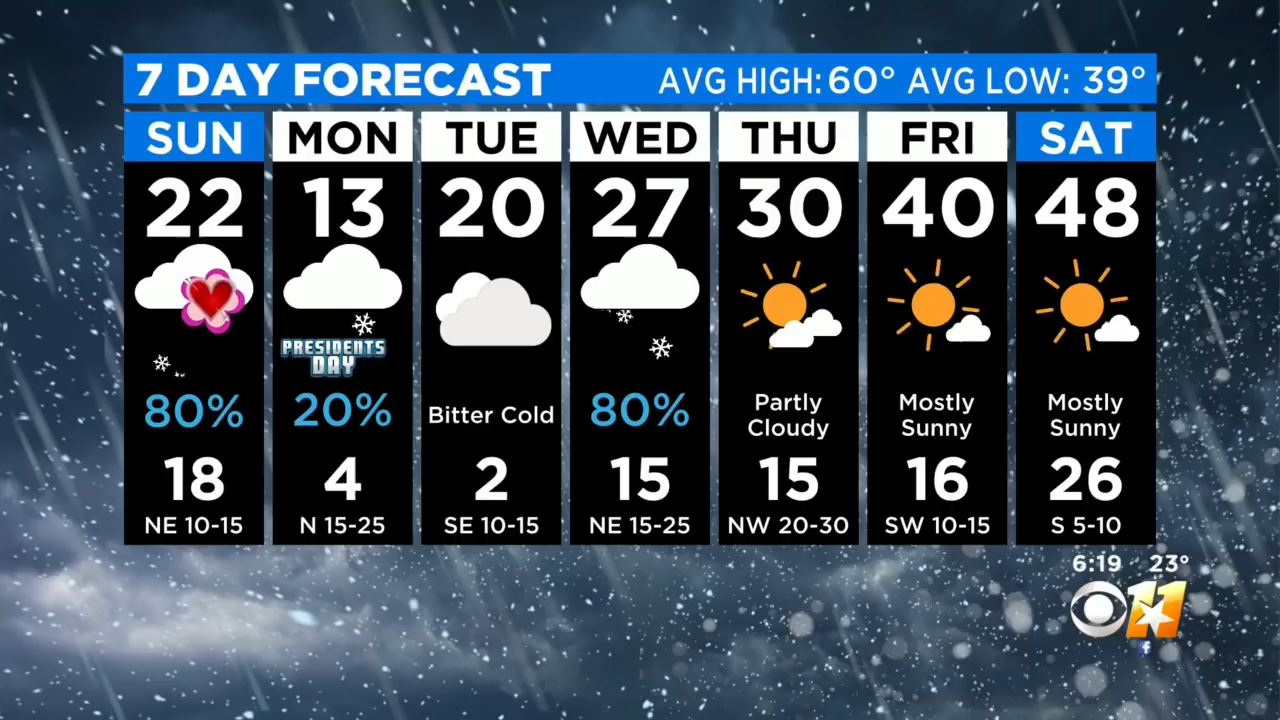 7 DAY FORECAST
AVG HIGH: 60° AVG LOW: 39°
SUN
22
80%
18
NE 10-15
MON
13
PRESIDENTS
DAY
20%
4
N 15-25
TUE
20
Bitter Cold
2
SE 10-15
WED
27
80%
15
NE 15-25
THU
30
Partly
Cloudy
15
NW 20-30
FRI
40
Mostly
Sunny
16
SW 10-15
SAT
48
Mostly
Sunny
26
S 5-10
6:19 23°
11
f